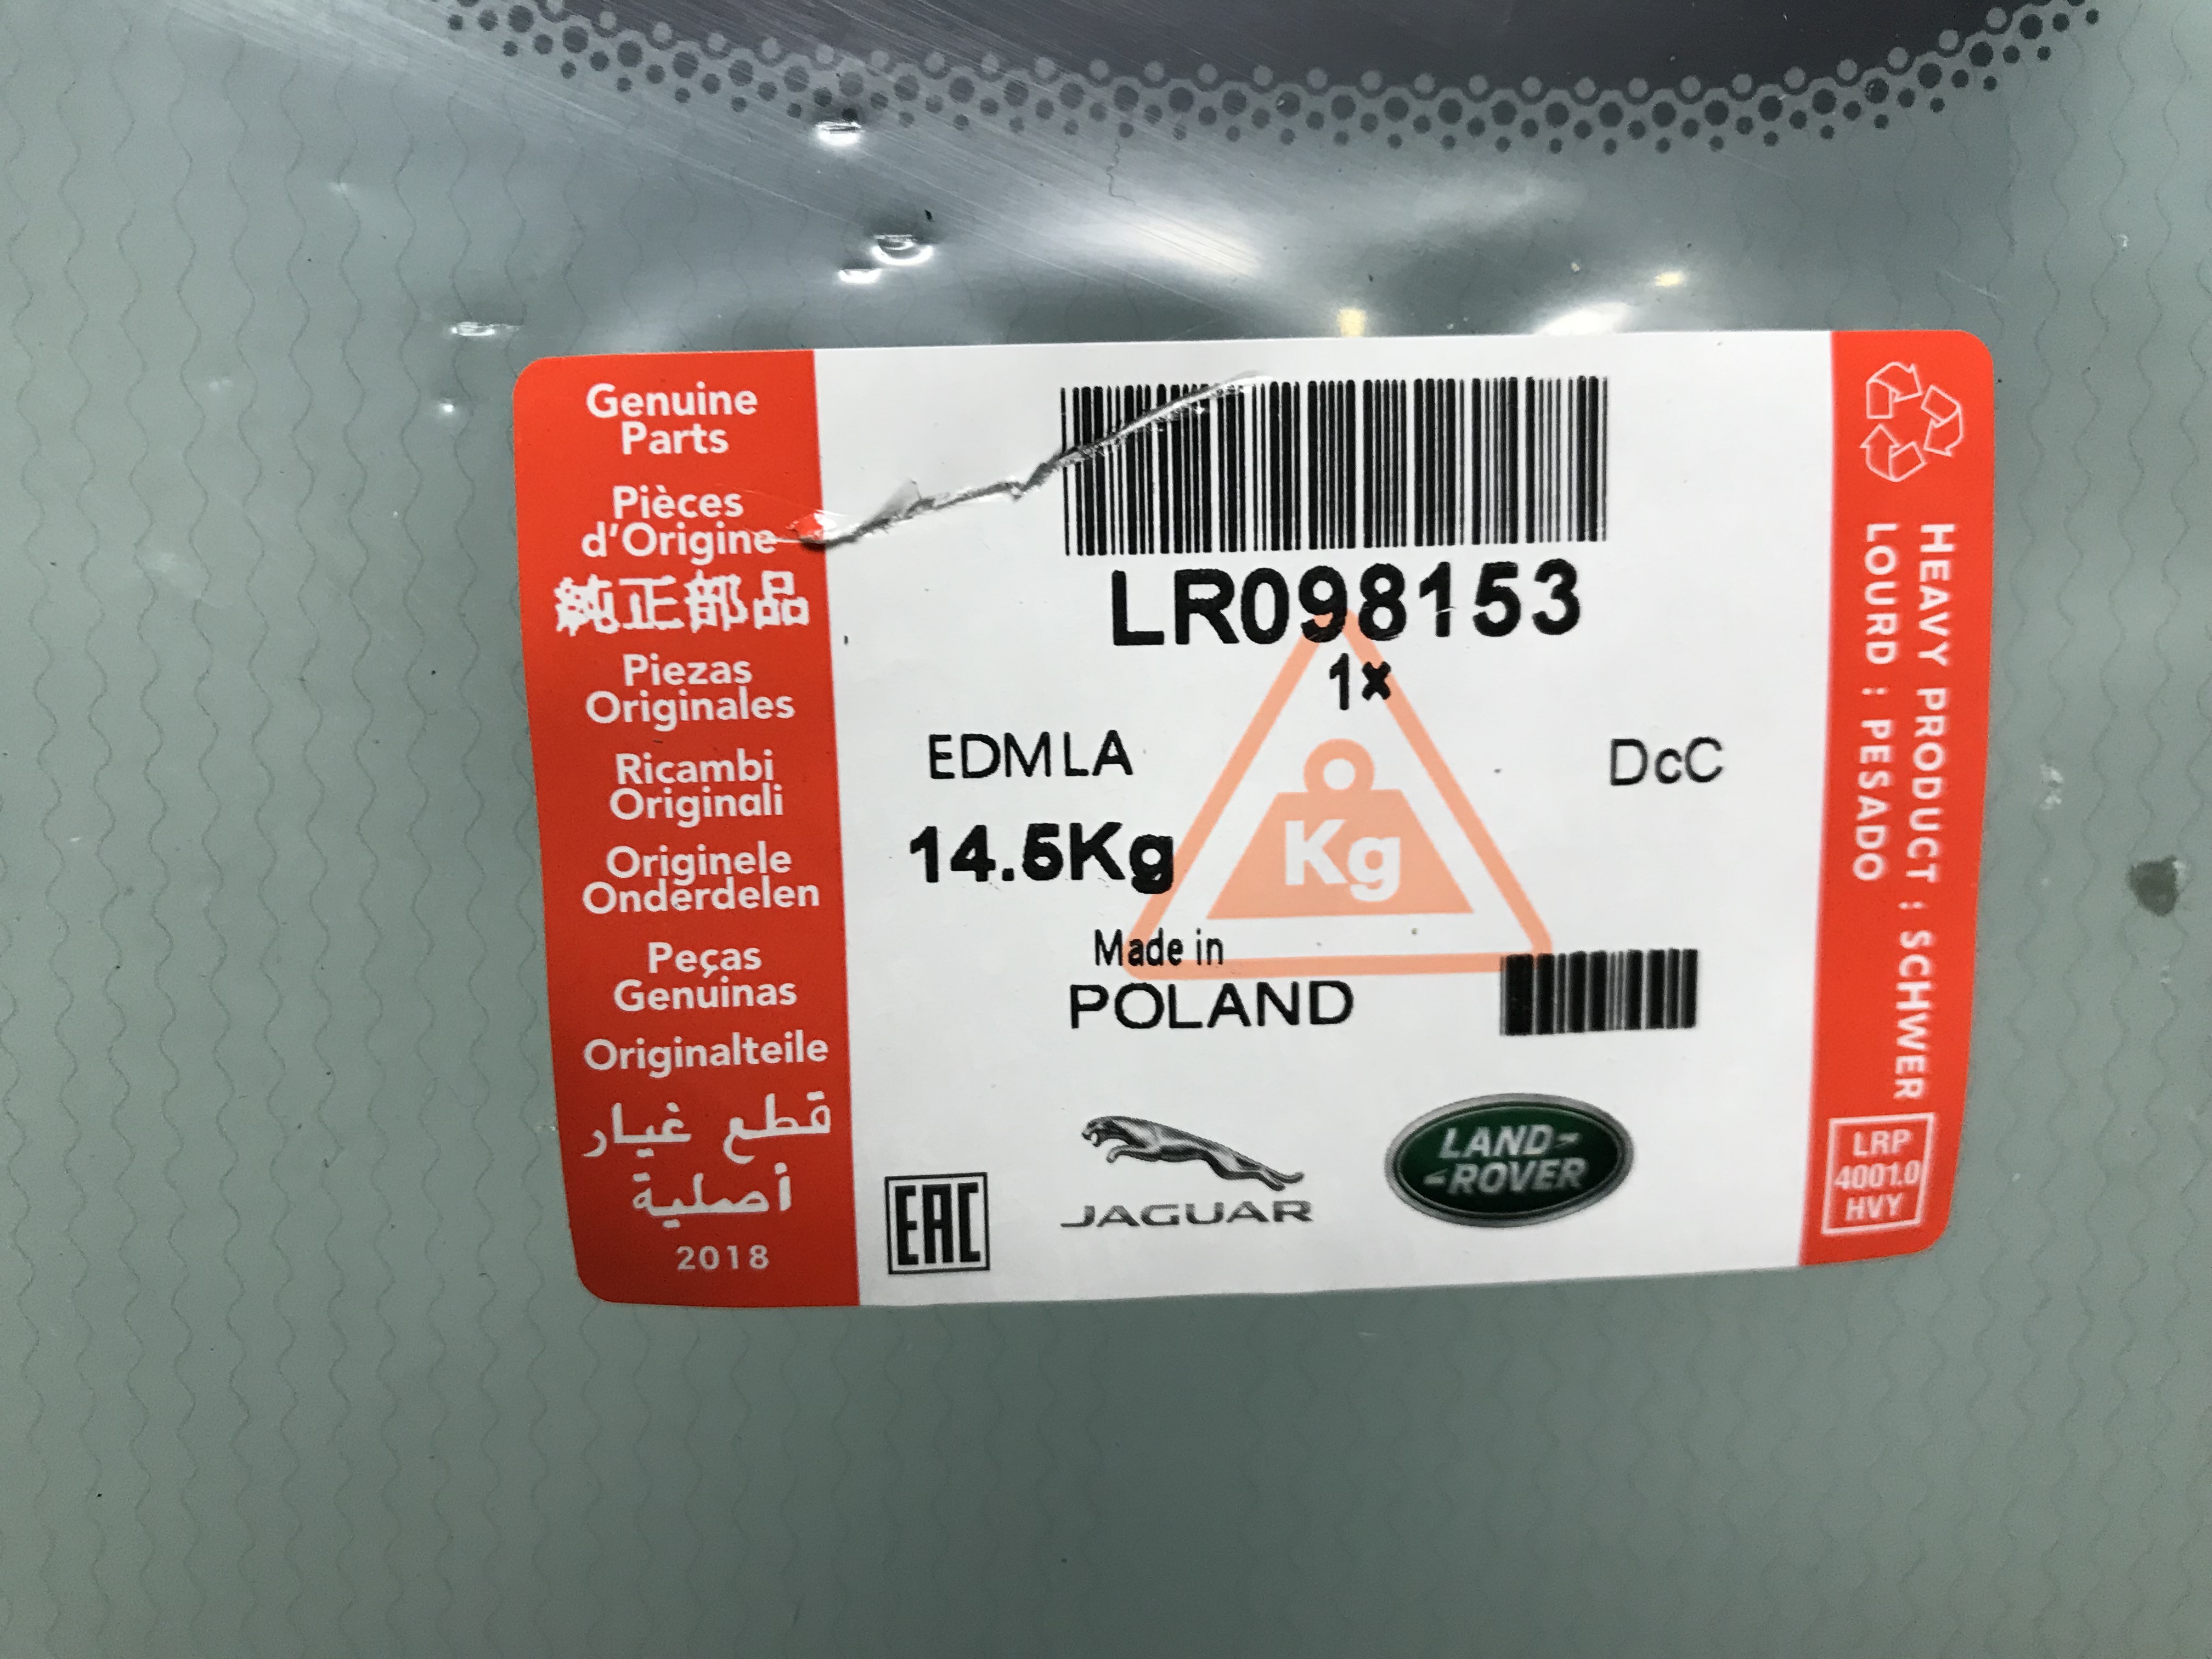 Genuine
Parts
Pièces
d'Origine
純正部品
Piezas
Originales
Ricambi
Originali
Originele
Onderdelen
Peças
Genuinas
Originalteile
قطع غيار
أصلية
2018
LR098153
1x
EDMLA
DcC
14.5Kg
Kg
Made in
POLAND
EAC
JAGUAR
LAND-
-ROVER
HEAVY PRODUCT : SCHWER
LOURD : PESADO
LRP
4001.0
HVY